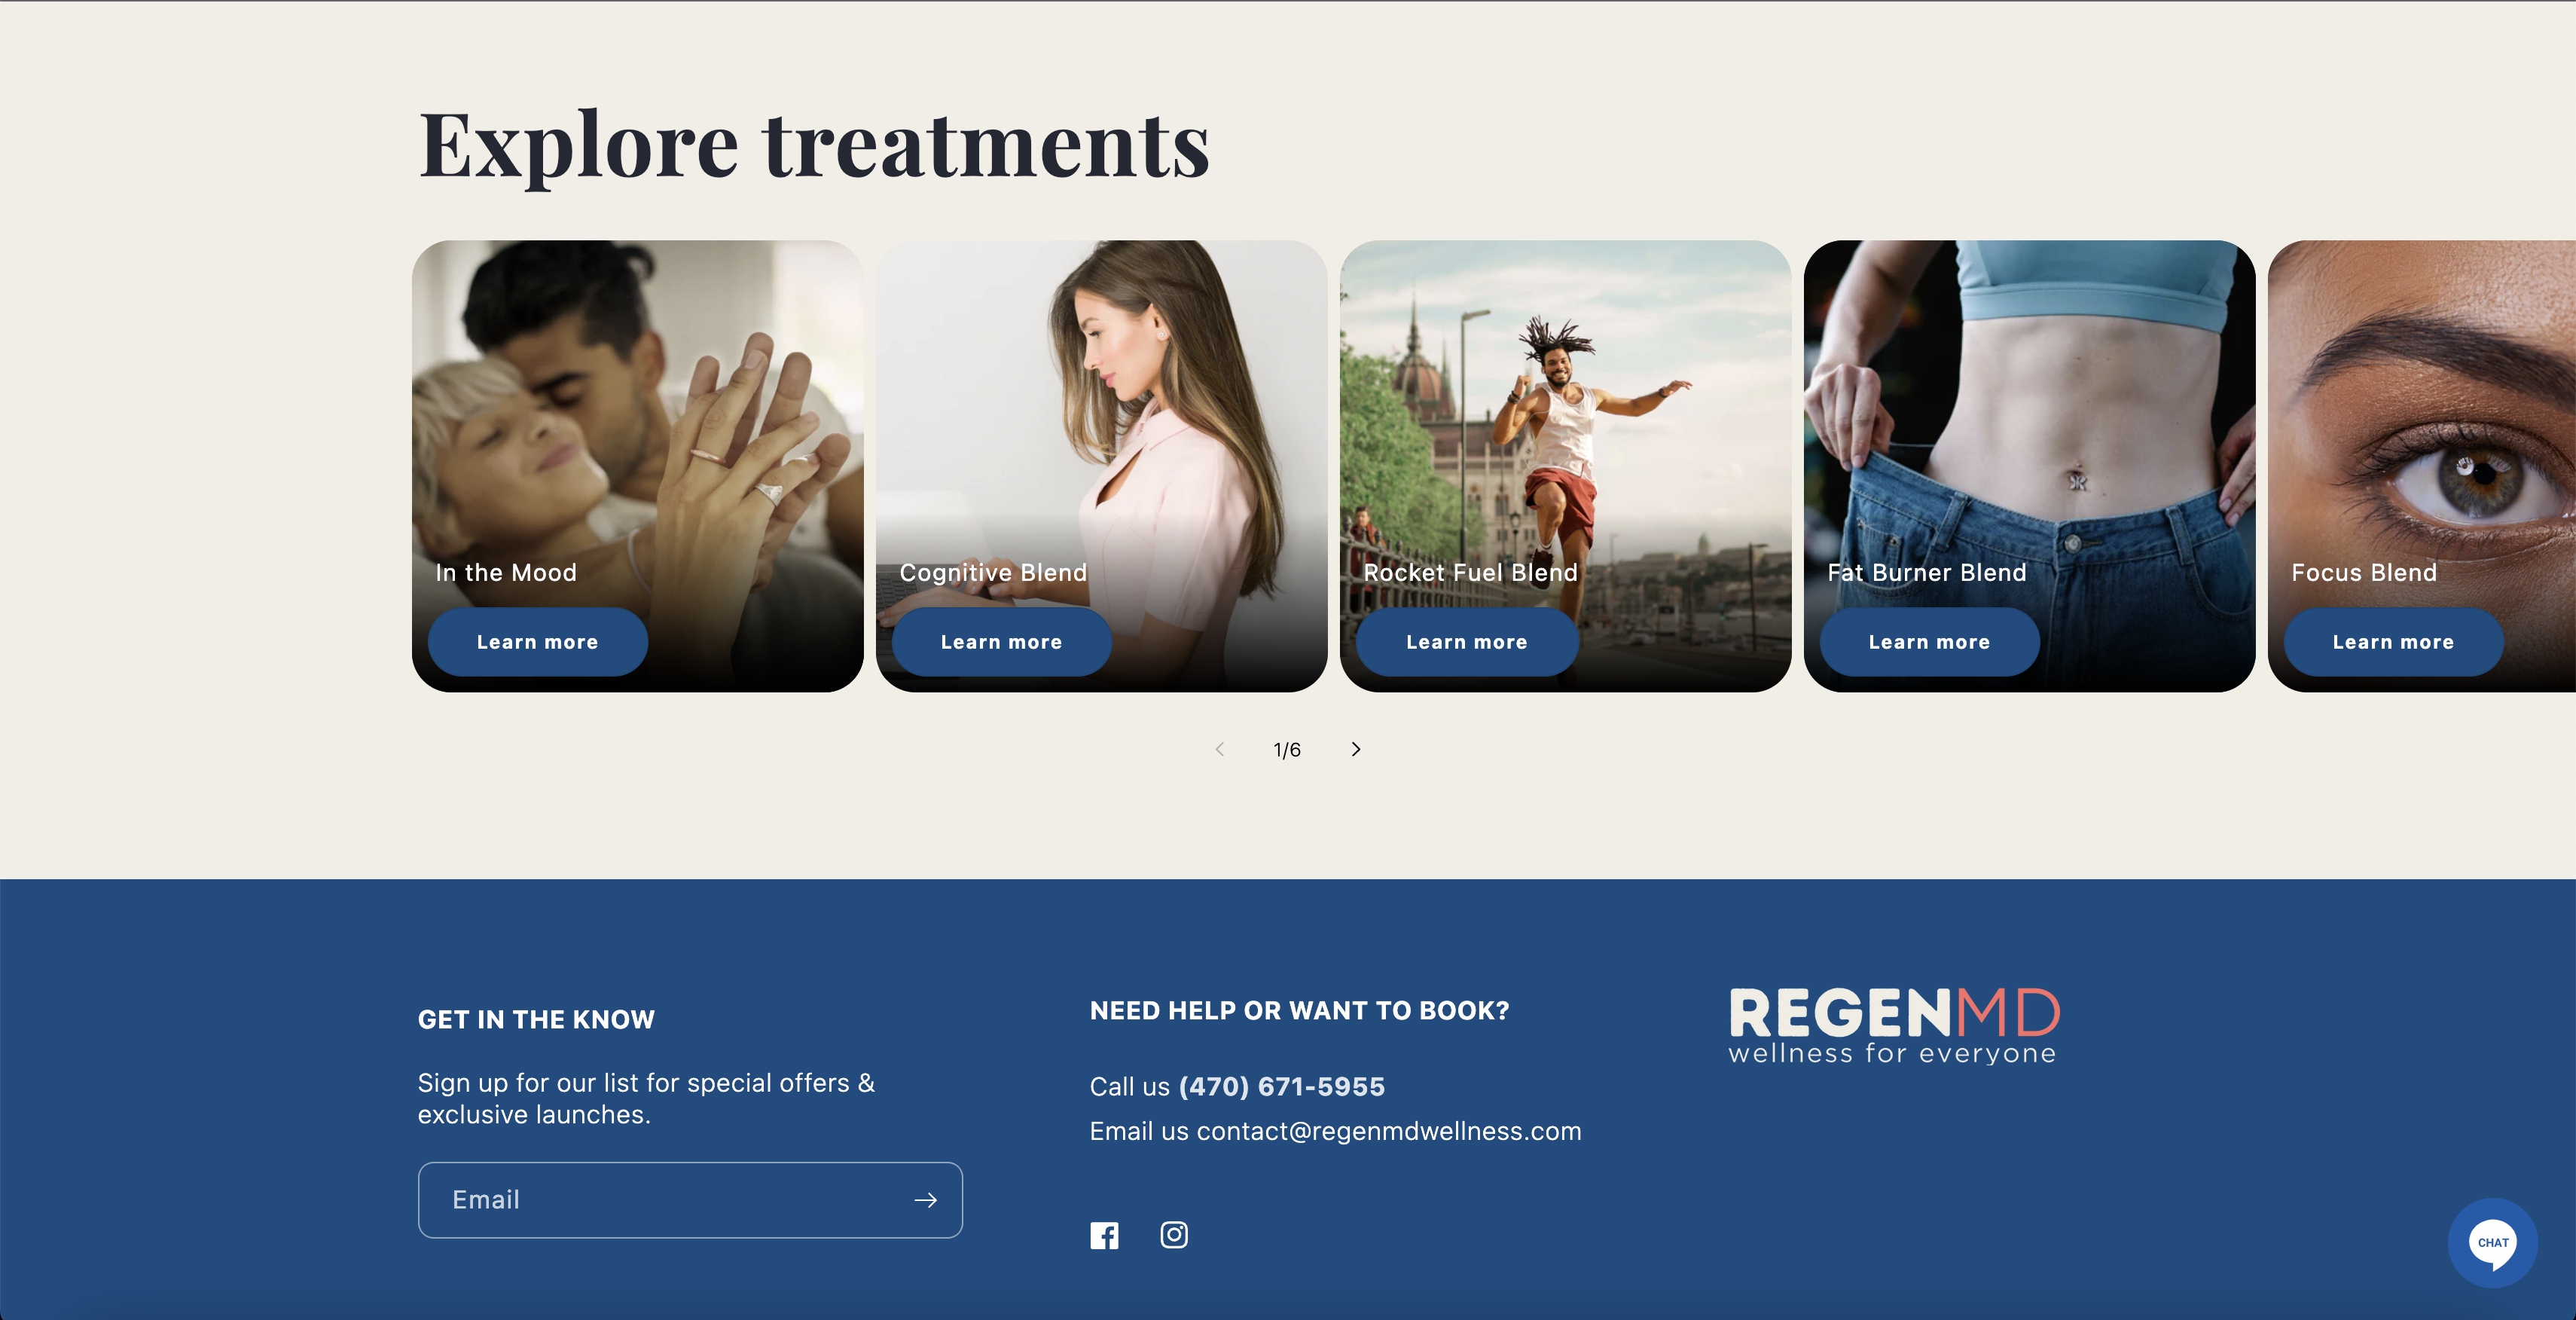 Explore treatments
In the Mood
Learn more
Cognitive Blend
Learn more
Rocket Fuel Blend
Learn more
Fat Burner Blend
Learn more
Focus Blend
Learn more
1/6
GET IN THE KNOW
Sign up for our list for special offers &
exclusive launches.
Email
NEED HELP OR WANT TO BOOK?
Call us (470) 671-5955
Email us contact@regenmdwellness.com
REGENMD
wellness for everyone
CHAT